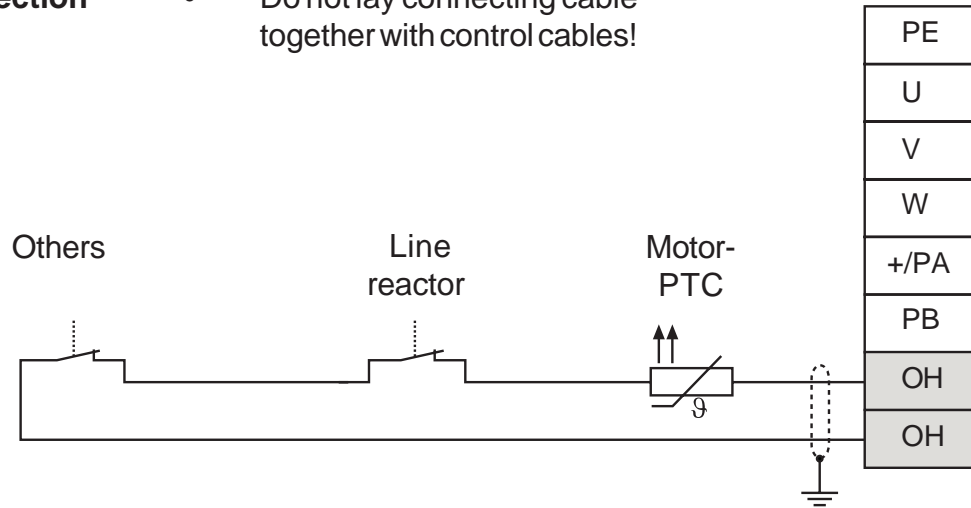 • Do not lay connecting cable
together with control cables!
PE
U
V
W
+/PA
PB
OH
OH
Others
Line
reactor
Motor-
PTC
ϑ